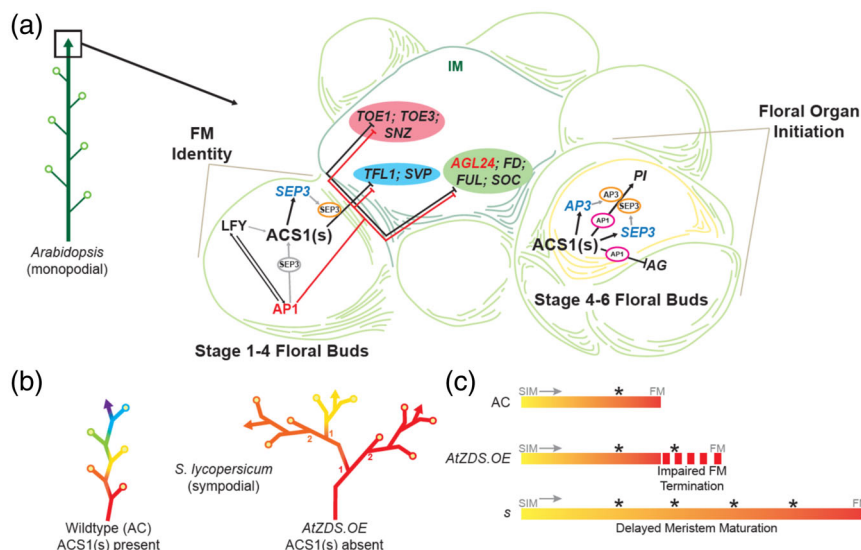 (a)
IM
Floral Organ
Initiation
FM
Identity
TOE1; TOE3;
SNZ
TFL1; SVP
AGL24; FD;
FUL; SOC
SEP3
SEP3
LFY
ACS1(s)
SEP3
AP1
Stage 1-4 Floral Buds
PI
AP3
AP3
SEP3
AP1
SEP3
ACS1(s)
AP1
AG
Stage 4-6 Floral Buds
Arabidopsis
(monopodial)
(b)
S. lycopersicum
(sympodial)
1
2
1
2
Wildtype (AC)
ACS1(s) present
AtZDS.OE
ACS1(s) absent
(c)
SIM
*
FM
AC
SIM
*
*
FM
AtZDS.OE
Impaired FM
Termination
SIM
*
*
*
*
FM
s
Delayed Meristem Maturation